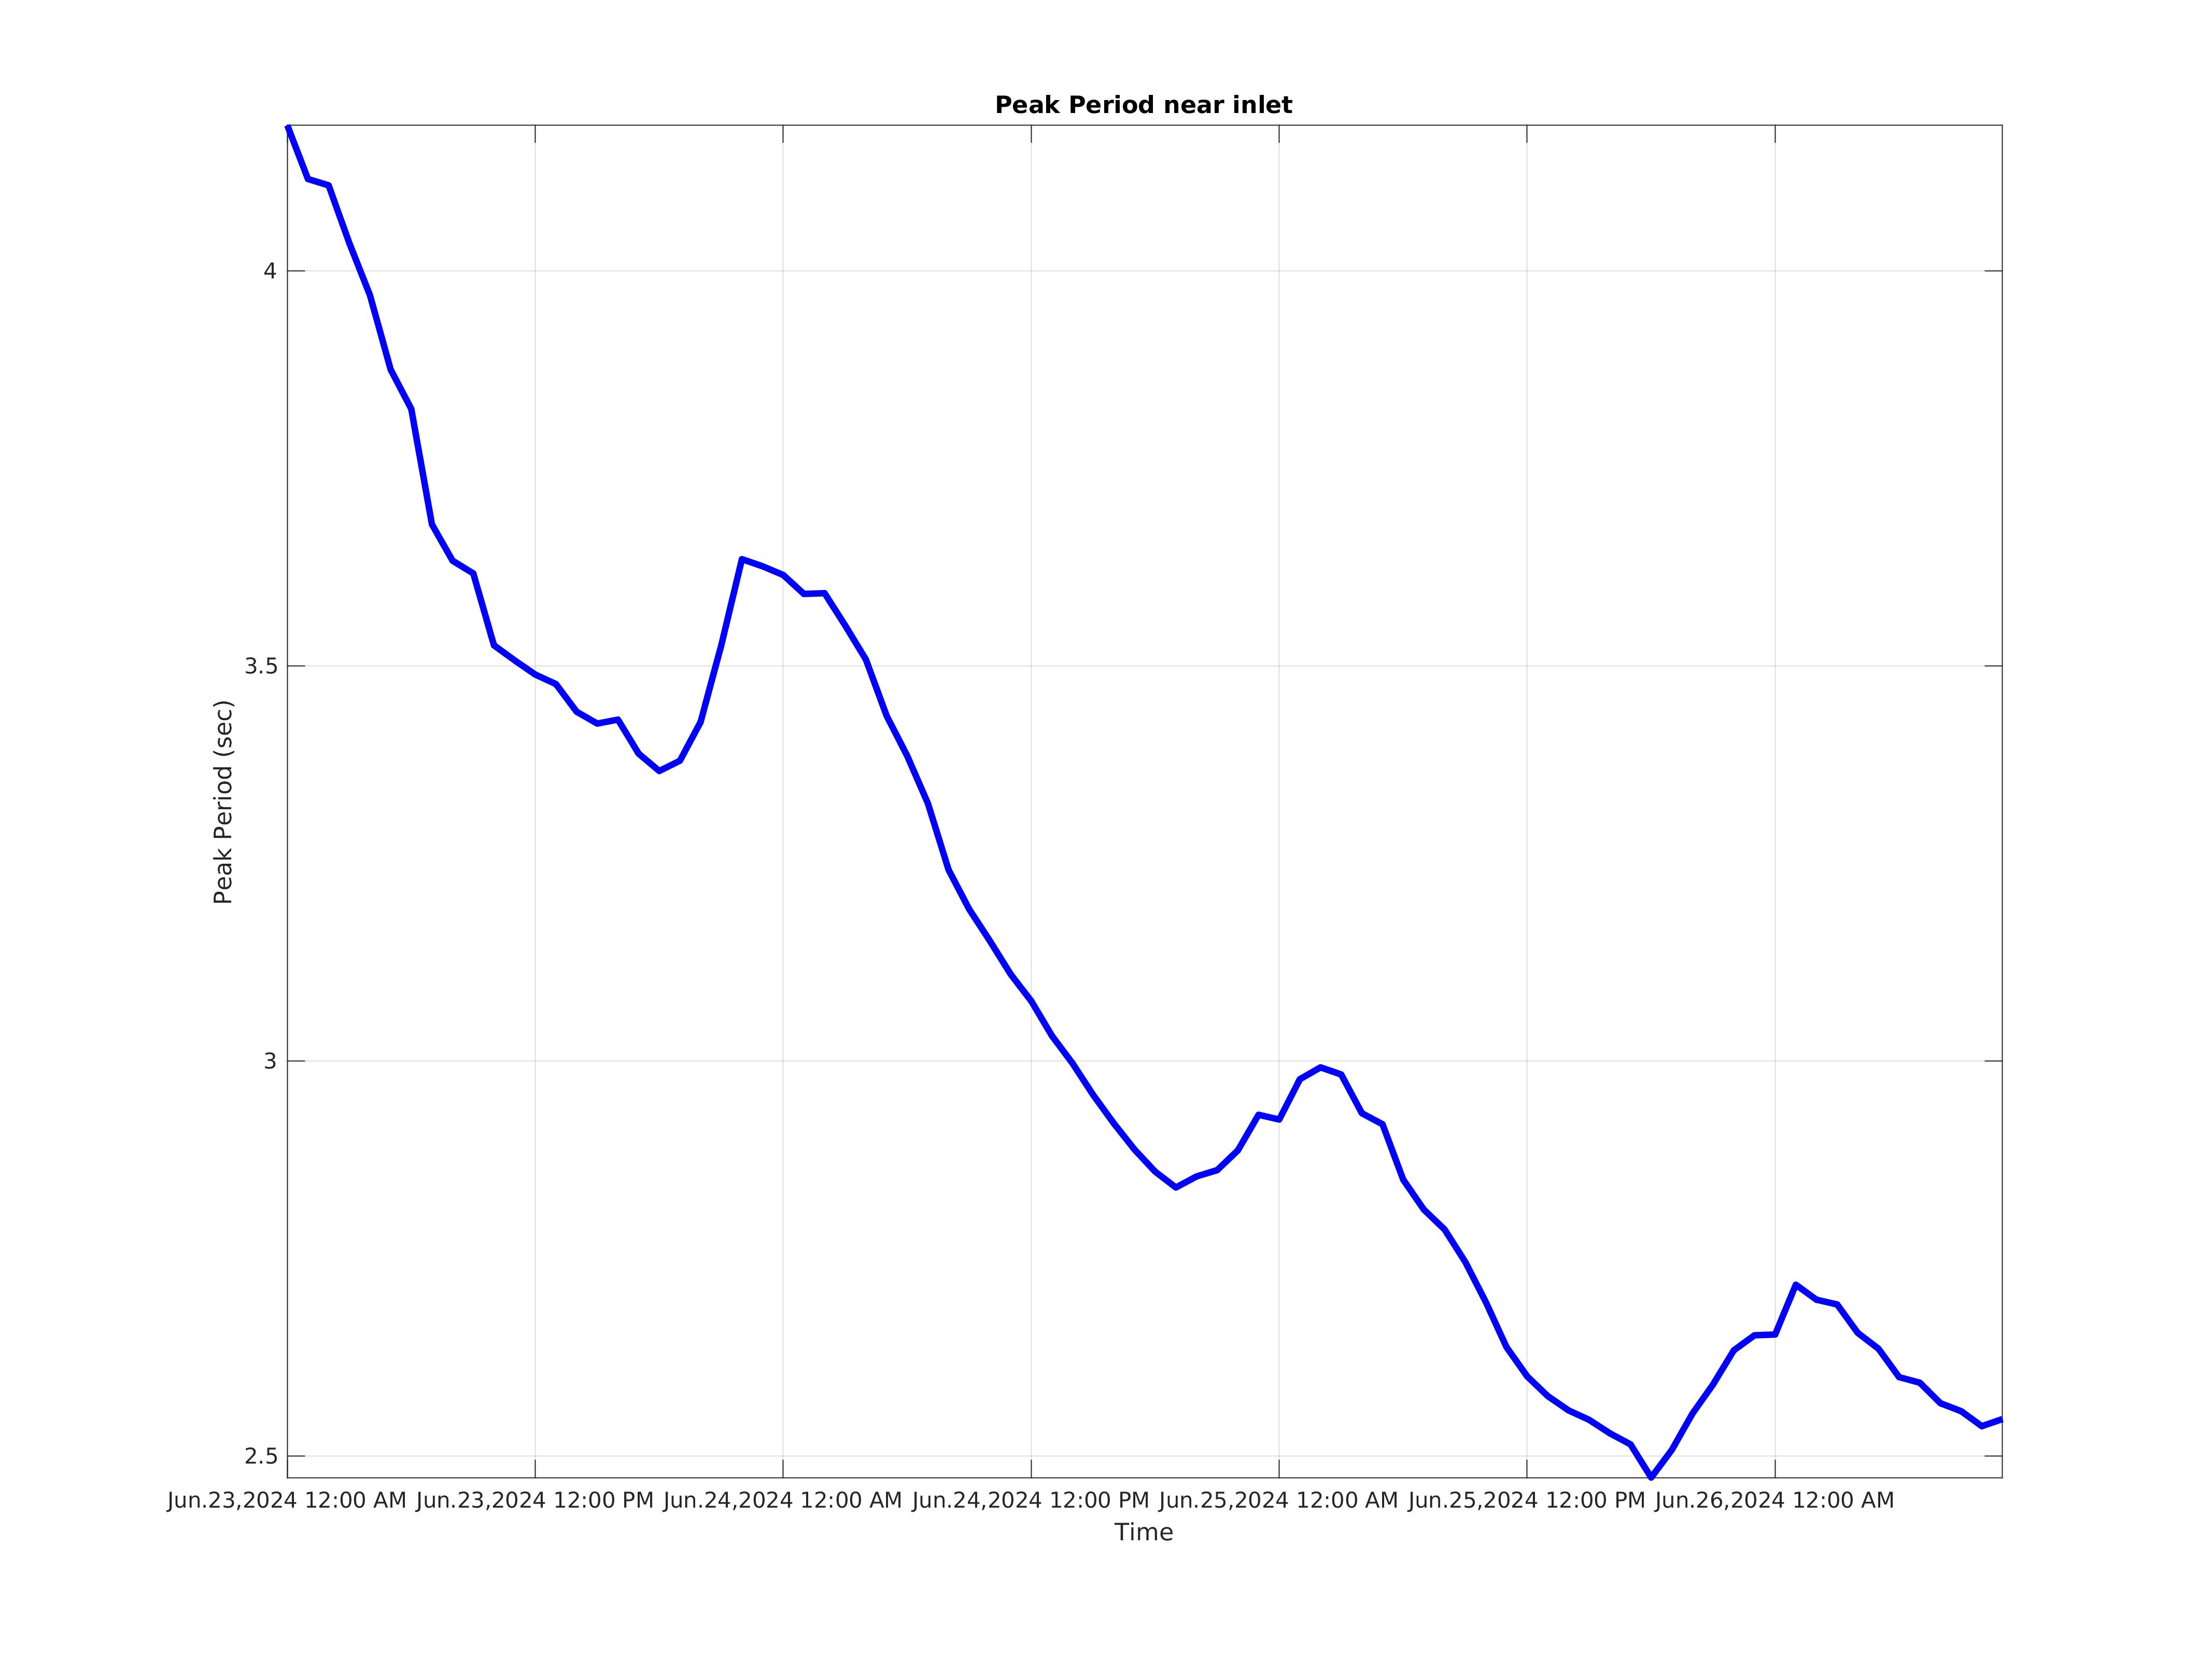 Peak Period near inlet
Peak Period (sec)
4
3.5
3
2.5
Jun.23,2024 12:00 AM Jun.23,2024 12:00 PM Jun.24,2024 12:00 AM Jun.24,2024 12:00 PM Jun.25,2024 12:00 AM Jun.25,2024 12:00 PM Jun.26,2024 12:00 AM
Time